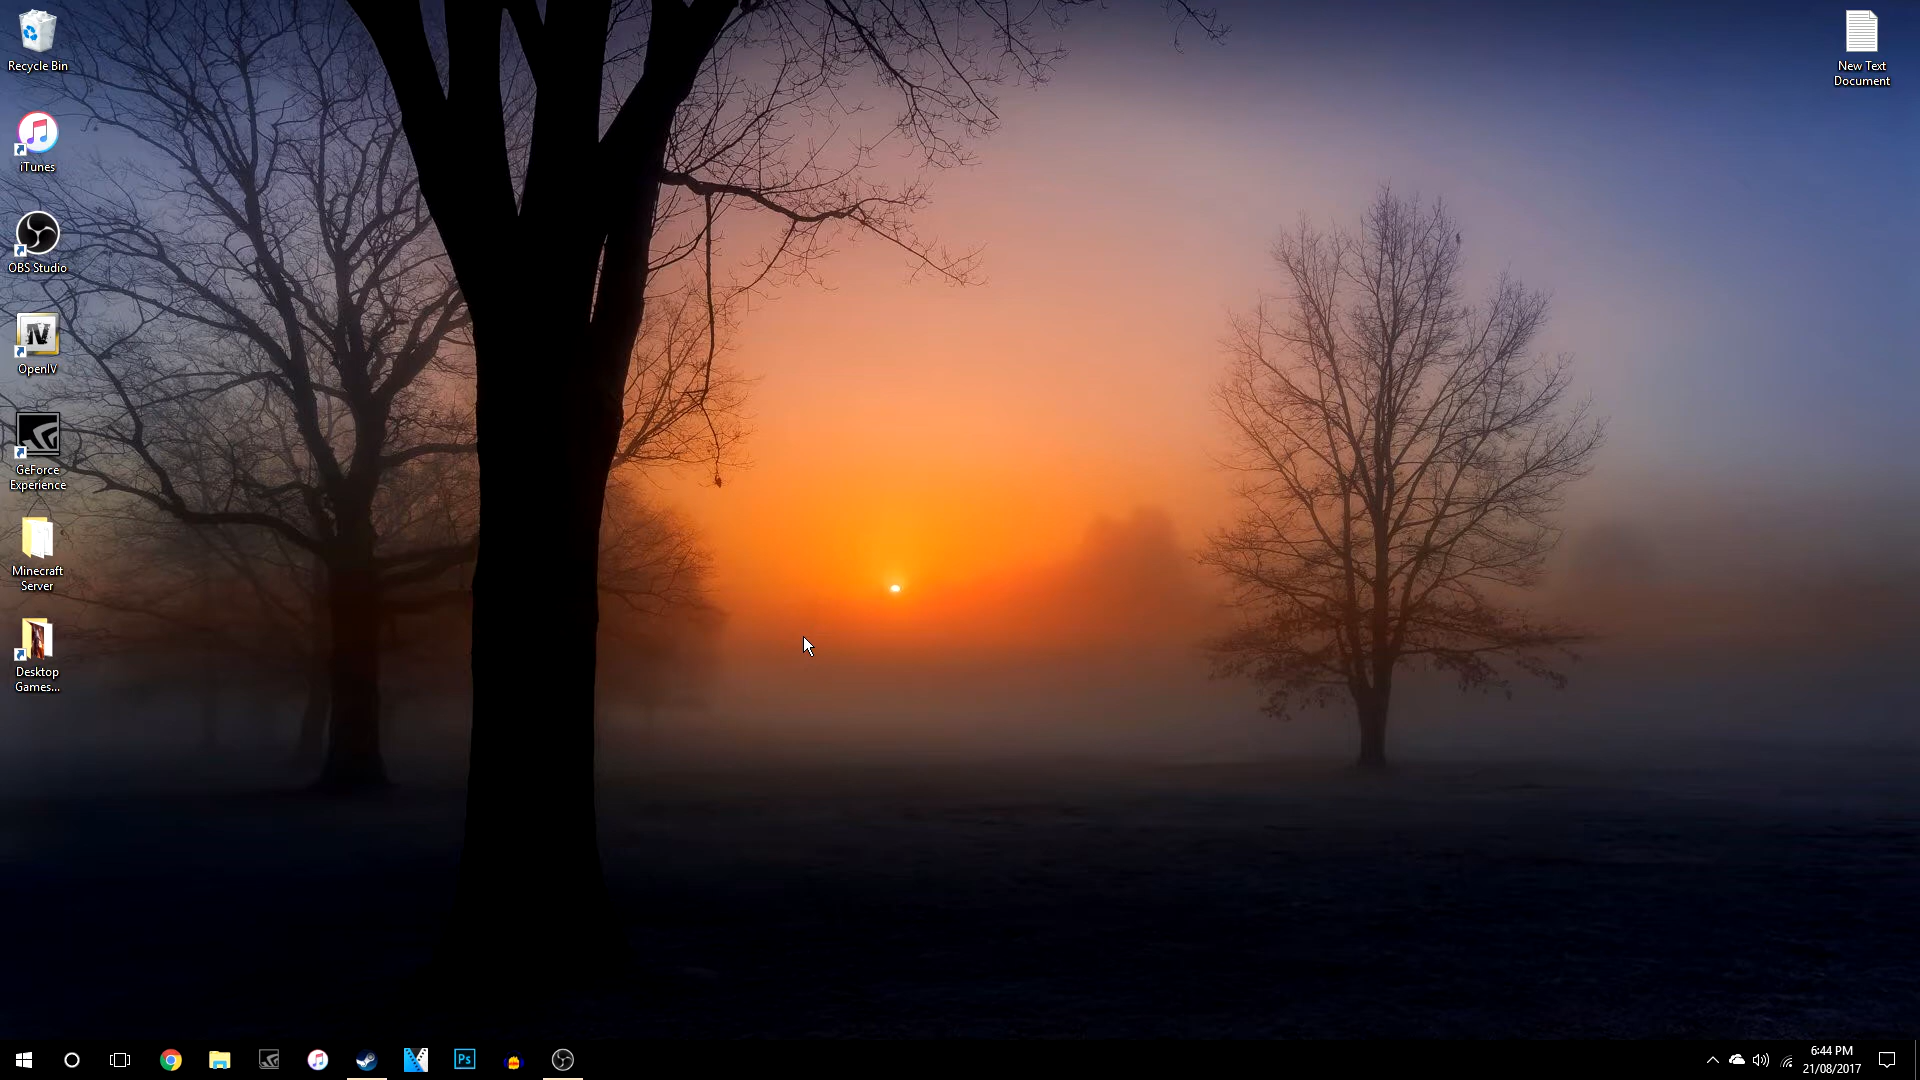 Recycle Bin
iTunes
OBS Studio
OpenIV
GeForce
Experience
Minecraft
Server
Desktop
Games...
New Text
Document
Ps
6:44 PM
21/08/2017